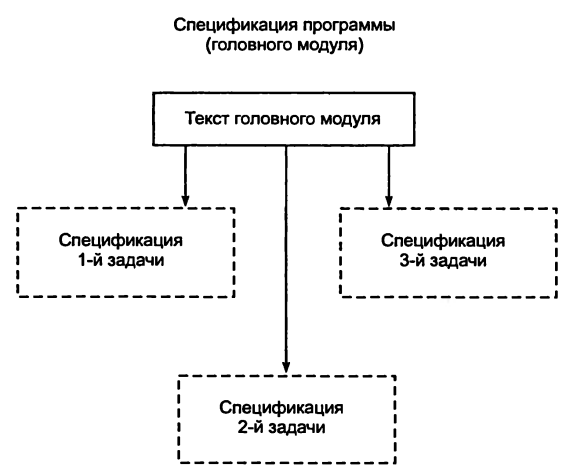 Спецификация программы
(головного модуля)
Текст головного модуля
Спецификация
1-й задачи
Спецификация
3-й задачи
Спецификация
2-й задачи